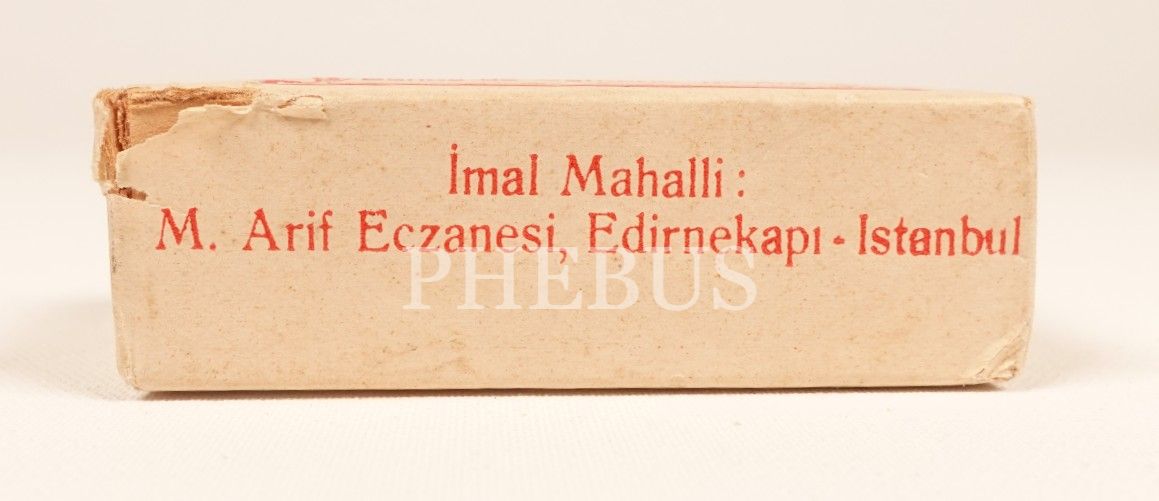 İmal Mahalli :
M. Arif Eczanesi, Edirnekapı - Istanbul
PHEBUS